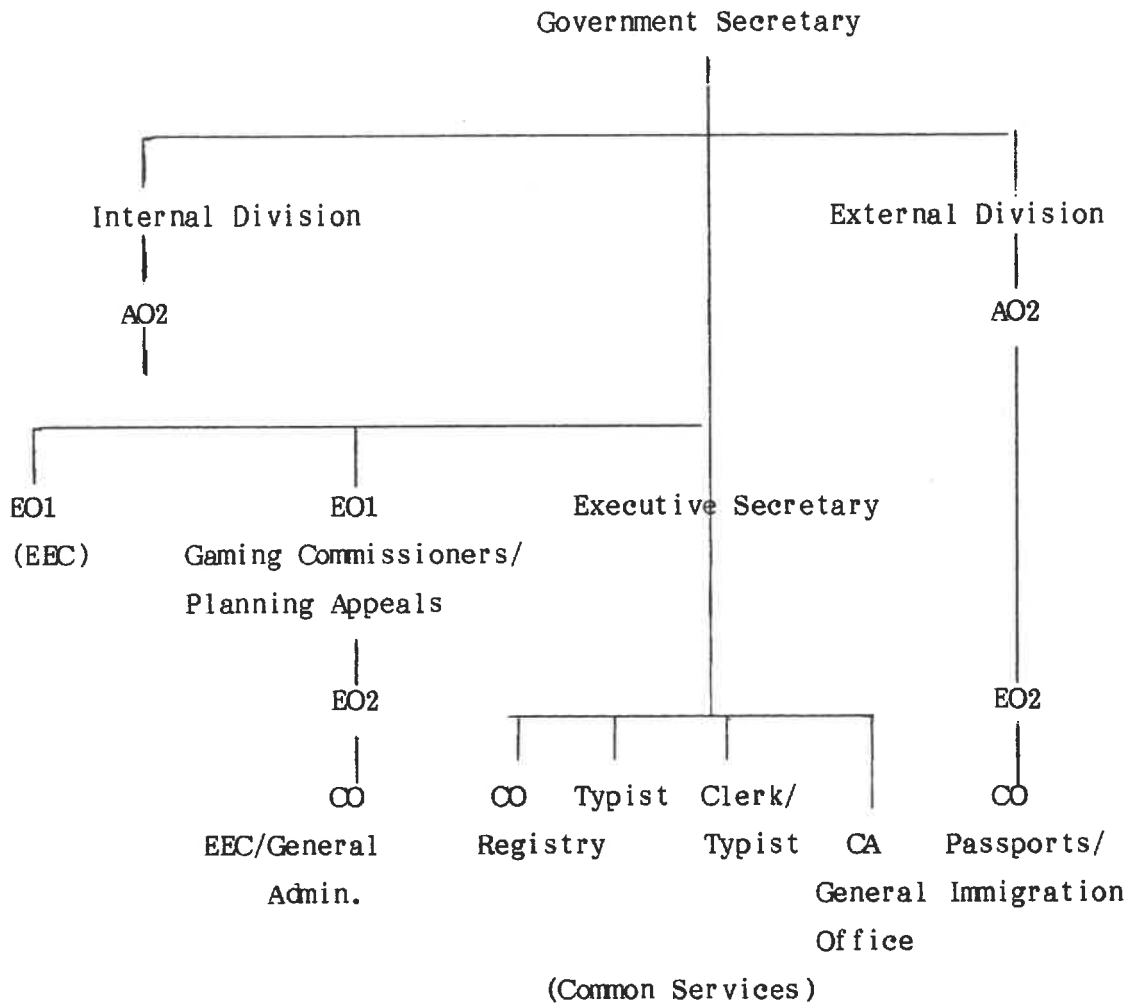 Government Secretary
Internal Division External Division
AO2 AO2
EO1 EO1 Executive Secretary
(EEC) Gaming Commissioners/
Planning Appeals
EO2 EO2
CO CO Typist Clerk/ CO
EEC/General Registry Typist CA Passports/
Admin. General Immigration
Office
(Common Services)